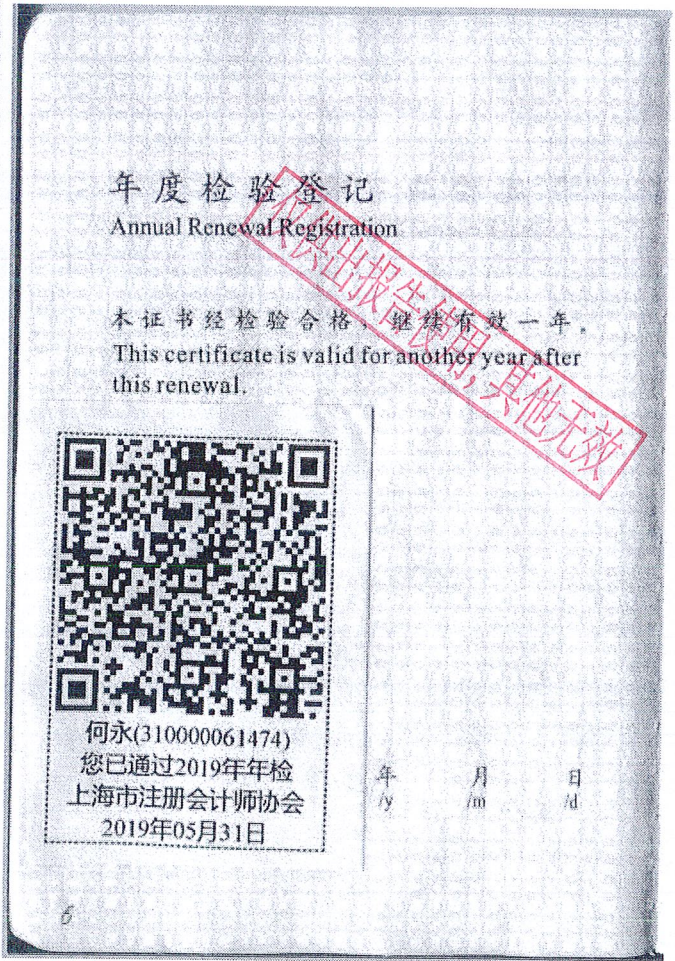 年度检验登记
Annual Renewal Registration
仅供出报告使用,其他无效
本证书经检验合格,继续有效一年。
This certificate is valid for another year after
this renewal.
何永(310000061474)
您已通过2019年年检
上海市注册会计师协会
2019年05月31日
年 月 日
/y /m /d
6